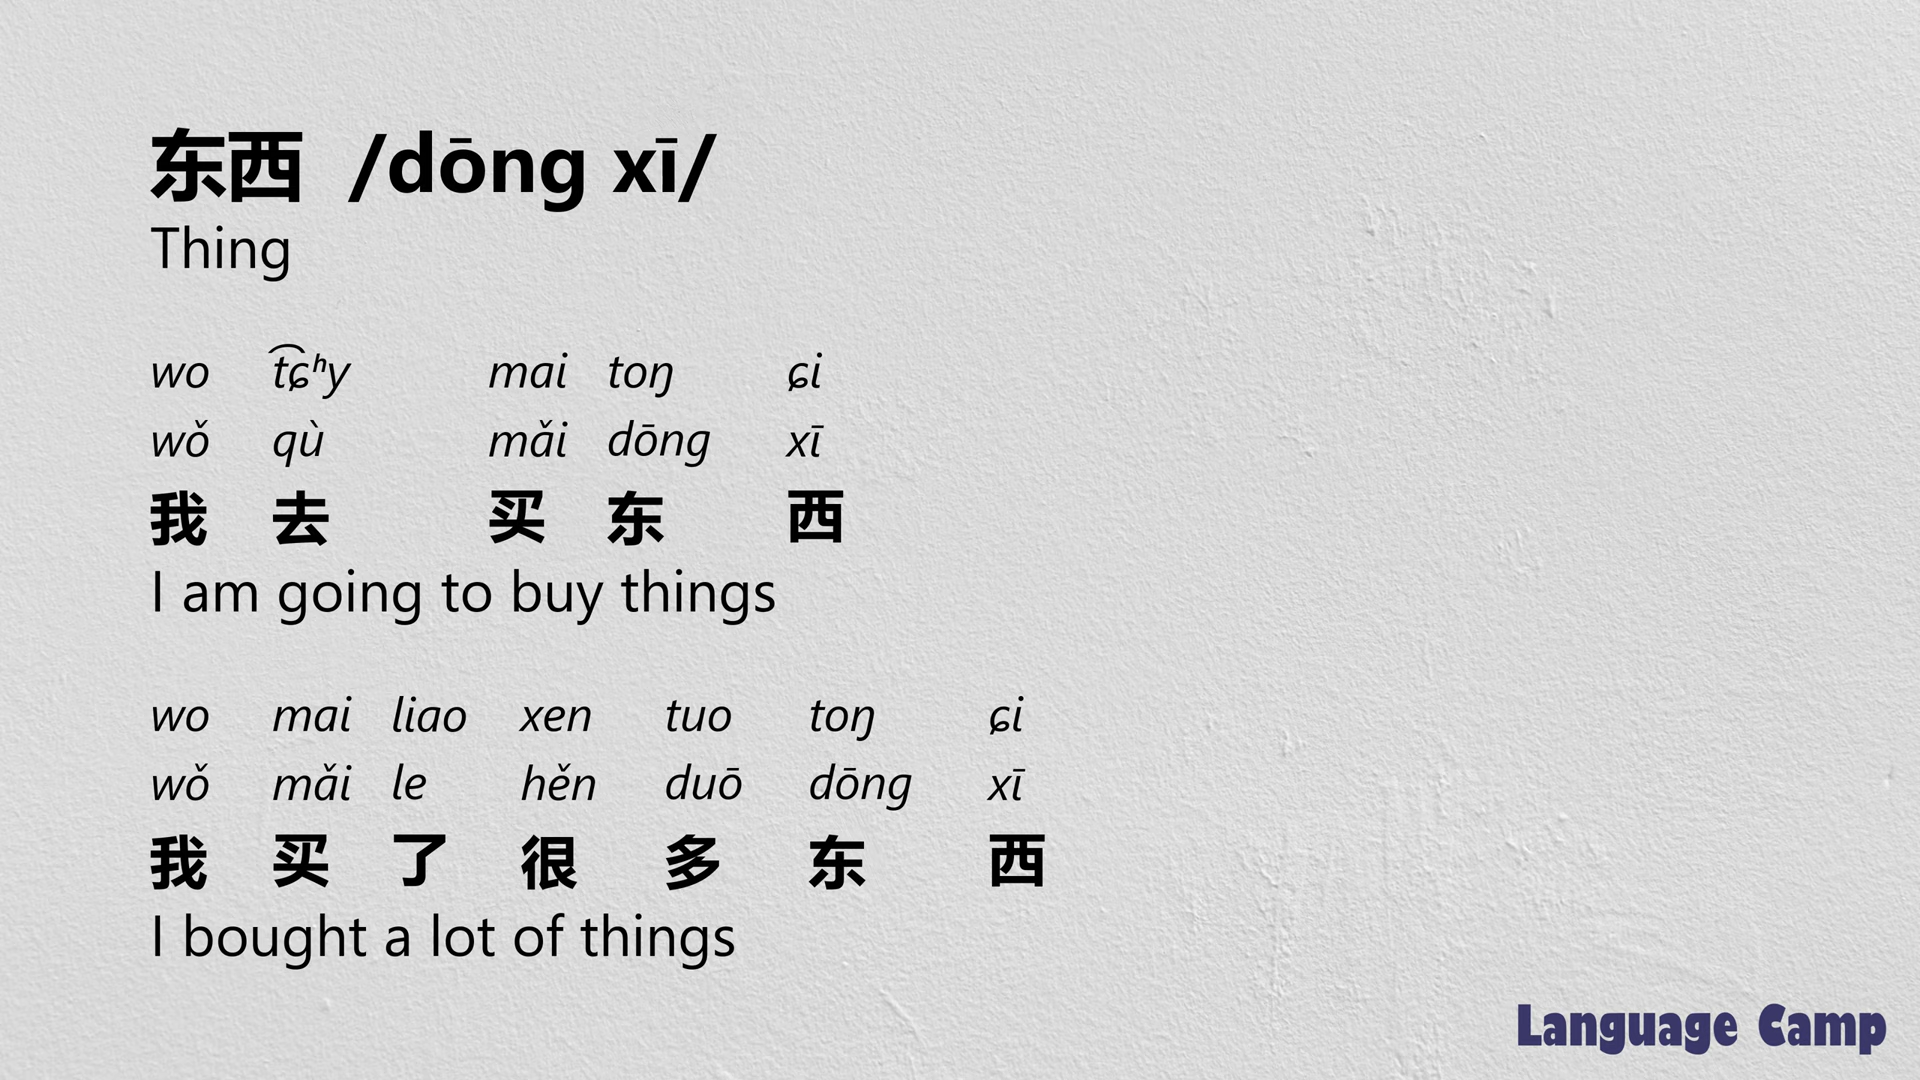 东西 /dōng xī/
Thing
wo t͡ɕʰy mai toŋ ɕi
wǒ qù mǎi dōng xī
我 去 买 东 西
I am going to buy things
wo mai liao xen tuo toŋ ɕi
wǒ mǎi le hěn duō dōng xī
我 买 了 很 多 东 西
I bought a lot of things
Language Camp